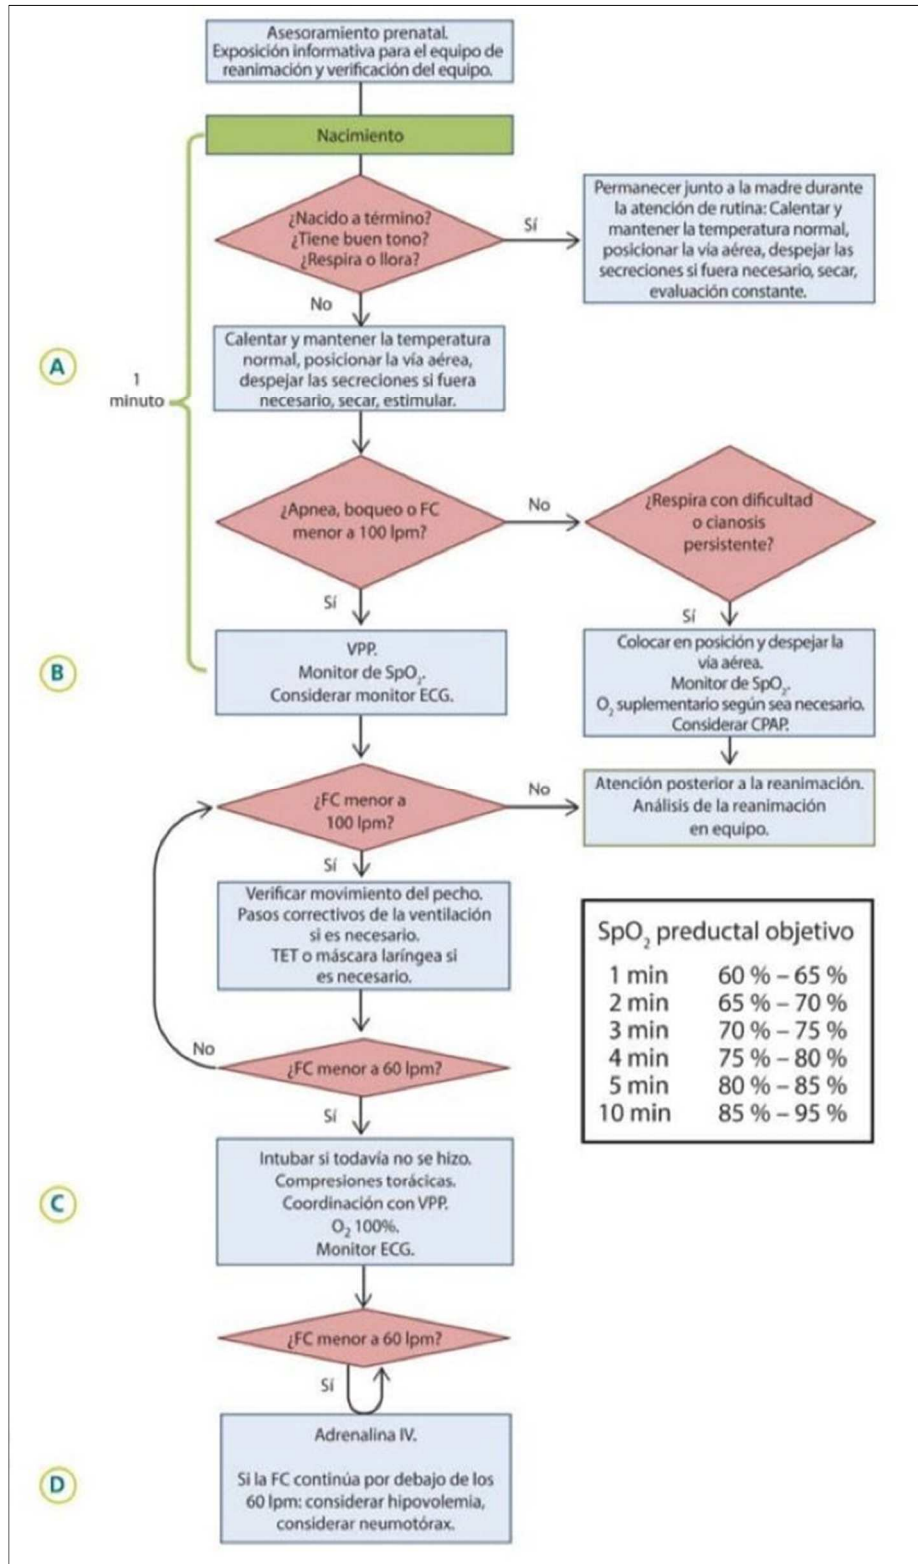 Asesoramiento prenatal.
Exposición informativa para el equipo de
reanimación y verificación del equipo.
Nacimiento
¿Nacido a término?
¿Tiene buen tono?
¿Respira o llora?
Sí
Permanecer junto a la madre durante
la atención de rutina: Calentar y
mantener la temperatura normal,
posicionar la vía aérea, despejar las
secreciones si fuera necesario, secar,
evaluación constante.
No
A
1
minuto
Calentar y mantener la temperatura
normal, posicionar la vía aérea,
despejar las secreciones si fuera
necesario, secar, estimular.
¿Apnea, boqueo o FC
menor a 100 lpm?
No
¿Respira con dificultad
o cianosis
persistente?
Sí
Sí
B
VPP.
Monitor de SpO₂.
Considerar monitor ECG.
Colocar en posición y despejar la
vía aérea.
Monitor de SpO₂.
O₂ suplementario según sea necesario.
Considerar CPAP.
¿FC menor a
100 lpm?
No
Atención posterior a la reanimación.
Análisis de la reanimación
en equipo.
Sí
Verificar movimiento del pecho.
Pasos correctivos de la ventilación
si es necesario.
TET o máscara laríngea si
es necesario.
SpO₂ preductal objetivo
1 min 60 % – 65 %
2 min 65 % – 70 %
3 min 70 % – 75 %
4 min 75 % – 80 %
5 min 80 % – 85 %
10 min 85 % – 95 %
No
¿FC menor a 60 lpm?
Sí
C
Intubar si todavía no se hizo.
Compresiones torácicas.
Coordinación con VPP.
O₂ 100%.
Monitor ECG.
¿FC menor a 60 lpm?
Sí
D
Adrenalina IV.
Si la FC continúa por debajo de los
60 lpm: considerar hipovolemia,
considerar neumotórax.